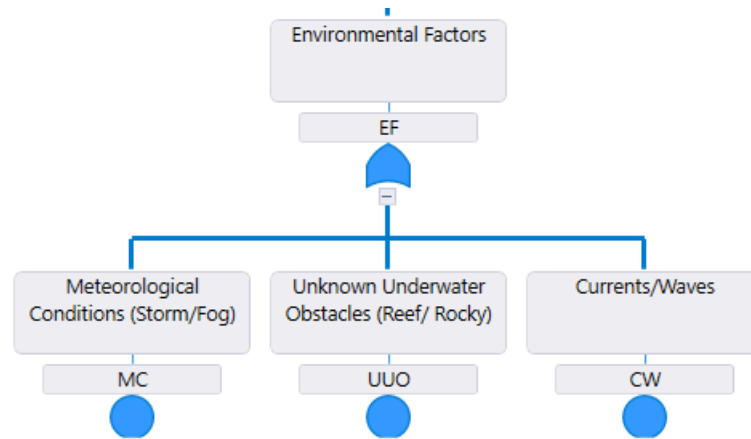 Environmental Factors
EF
Meteorological
Conditions (Storm/Fog)
Unknown Underwater
Obstacles (Reef/ Rocky)
Currents/Waves
MC
UUO
CW